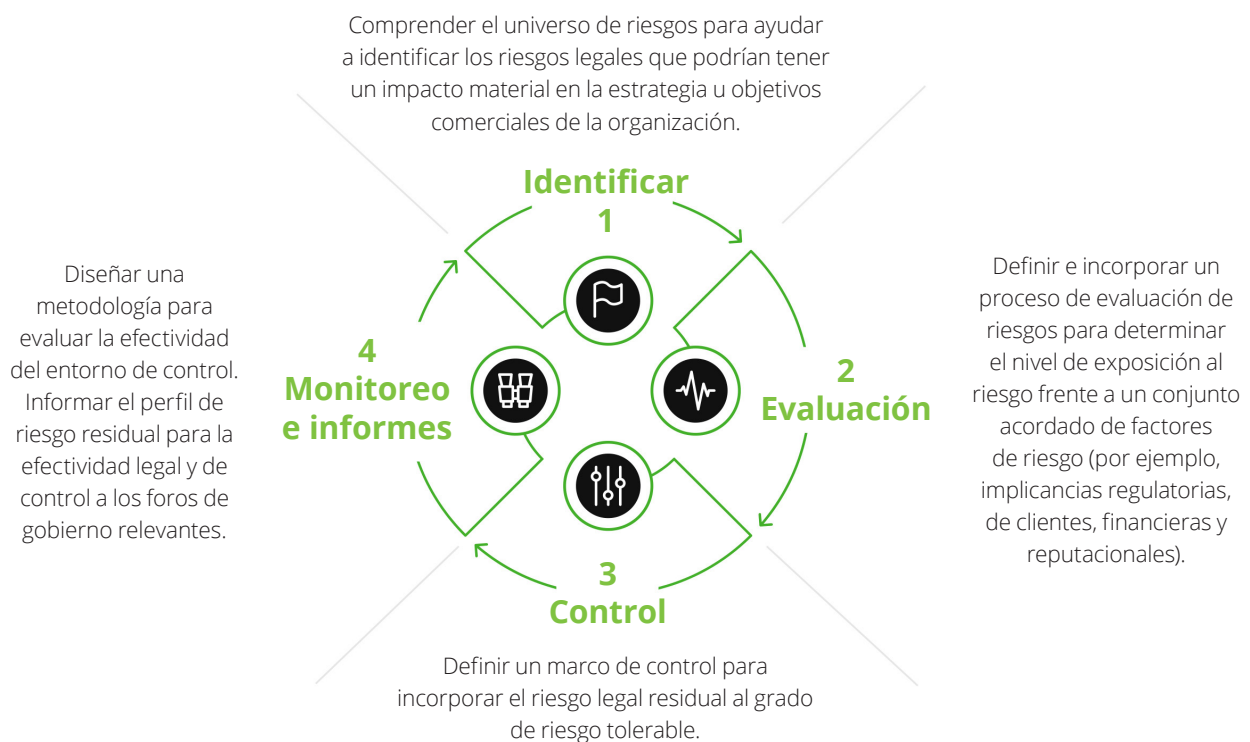 Comprender el universo de riesgos para ayudar
a identificar los riesgos legales que podrían tener
un impacto material en la estrategia u objetivos
comerciales de la organización.
Identificar
1
2
Evaluación
Definir e incorporar un
proceso de evaluación de
riesgos para determinar
el nivel de exposición al
riesgo frente a un conjunto
acordado de factores
de riesgo (por ejemplo,
implicancias regulatorias,
de clientes, financieras y
reputacionales).
3
Control
Definir un marco de control para
incorporar el riesgo legal residual al grado
de riesgo tolerable.
4
Monitoreo
e informes
Diseñar una
metodología para
evaluar la efectividad
del entorno de control.
Informar el perfil de
riesgo residual para la
efectividad legal y de
control a los foros de
gobierno relevantes.